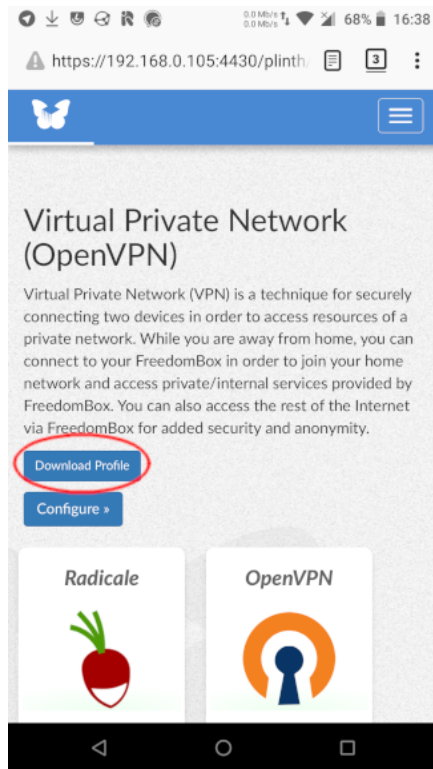 0.0 Mb/s
0.0 Mb/s
68%
16:38
https://192.168.0.105:4430/plinth/
3
Virtual Private Network
(OpenVPN)
Virtual Private Network (VPN) is a technique for securely
connecting two devices in order to access resources of a
private network. While you are away from home, you can
connect to your FreedomBox in order to join your home
network and access private/internal services provided by
FreedomBox. You can also access the rest of the Internet
via FreedomBox for added security and anonymity.
Download Profile
Configure »
Radicale
OpenVPN